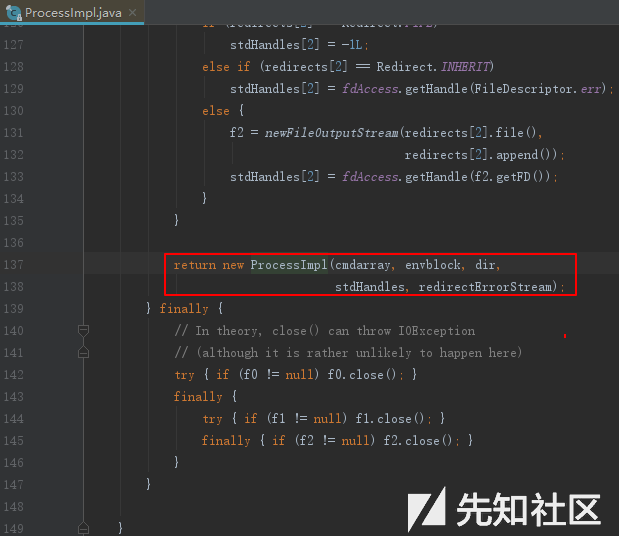 ProcessImpl.java ×
127 stdHandles[2] = -1L;
128 else if (redirects[2] == Redirect.INHERIT)
129 stdHandles[2] = fdAccess.getHandle(FileDescriptor.err);
130 else {
131 f2 = newFileOutputStream(redirects[2].file(),
132 redirects[2].append());
133 stdHandles[2] = fdAccess.getHandle(f2.getFD());
134 }
135 }
136
137 return new ProcessImpl(cmdarray, envblock, dir,
138 stdHandles, redirectErrorStream);
139 } finally {
140 // In theory, close() can throw IOException
141 // (although it is rather unlikely to happen here)
142 try { if (f0 != null) f0.close(); }
143 finally {
144 try { if (f1 != null) f1.close(); }
145 finally { if (f2 != null) f2.close(); }
146 }
147 }
148
149 }
先知社区